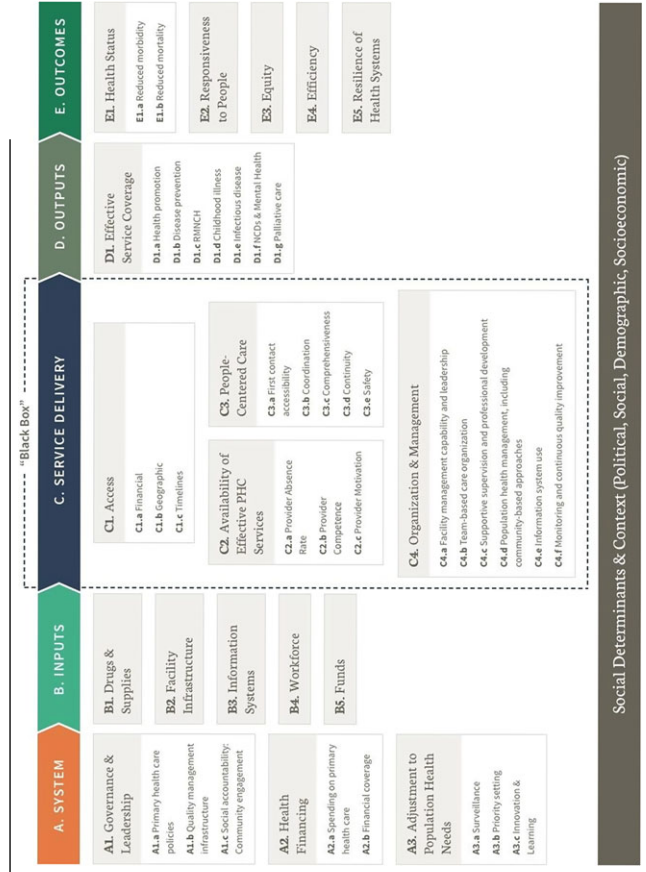 "Black Box"
A. SYSTEM
B. INPUTS
C. SERVICE DELIVERY
D. OUTPUTS
E. OUTCOMES
A1. Governance &
Leadership
A1.a Primary health care
policies
A1.b Quality management
infrastructure
A1.c Social accountability:
Community engagement
A2. Health
Financing
A2.a Spending on primary
health care
A2.b Financial coverage
A3. Adjustment to
Population Health
Needs
A3.a Surveillance
A3.b Priority setting
A3.c Innovation &
Learning
B1. Drugs &
Supplies
B2. Facility
Infrastructure
B3. Information
Systems
B4. Workforce
B5. Funds
C1. Access
C1.a Financial
C1.b Geographic
C1.c Timelines
C2. Availability of
Effective PHC
Services
C2.a Provider Absence
Rate
C2.b Provider
Competence
C2.c Provider Motivation
C3. People-
Centered Care
C3.a First contact
accessibility
C3.b Coordination
C3.c Comprehensiveness
C3.d Continuity
C3.e Safety
C4. Organization & Management
C4.a Facility management capability and leadership
C4.b Team-based care organization
C4.c Supportive supervision and professional development
C4.d Population health management, including
community-based approaches
C4.e Information system use
C4.f Monitoring and continuous quality improvement
D1. Effective
Service Coverage
D1.a Health promotion
D1.b Disease prevention
D1.c RMNCH
D1.d Childhood illness
D1.e Infectious disease
D1.f NCDs & Mental Health
D1.g Palliative care
E1. Health Status
E1.a Reduced morbidity
E1.b Reduced mortality
E2. Responsiveness
to People
E3. Equity
E4. Efficiency
E5. Resilience of
Health Systems
Social Determinants & Context (Political, Social, Demographic, Socioeconomic)